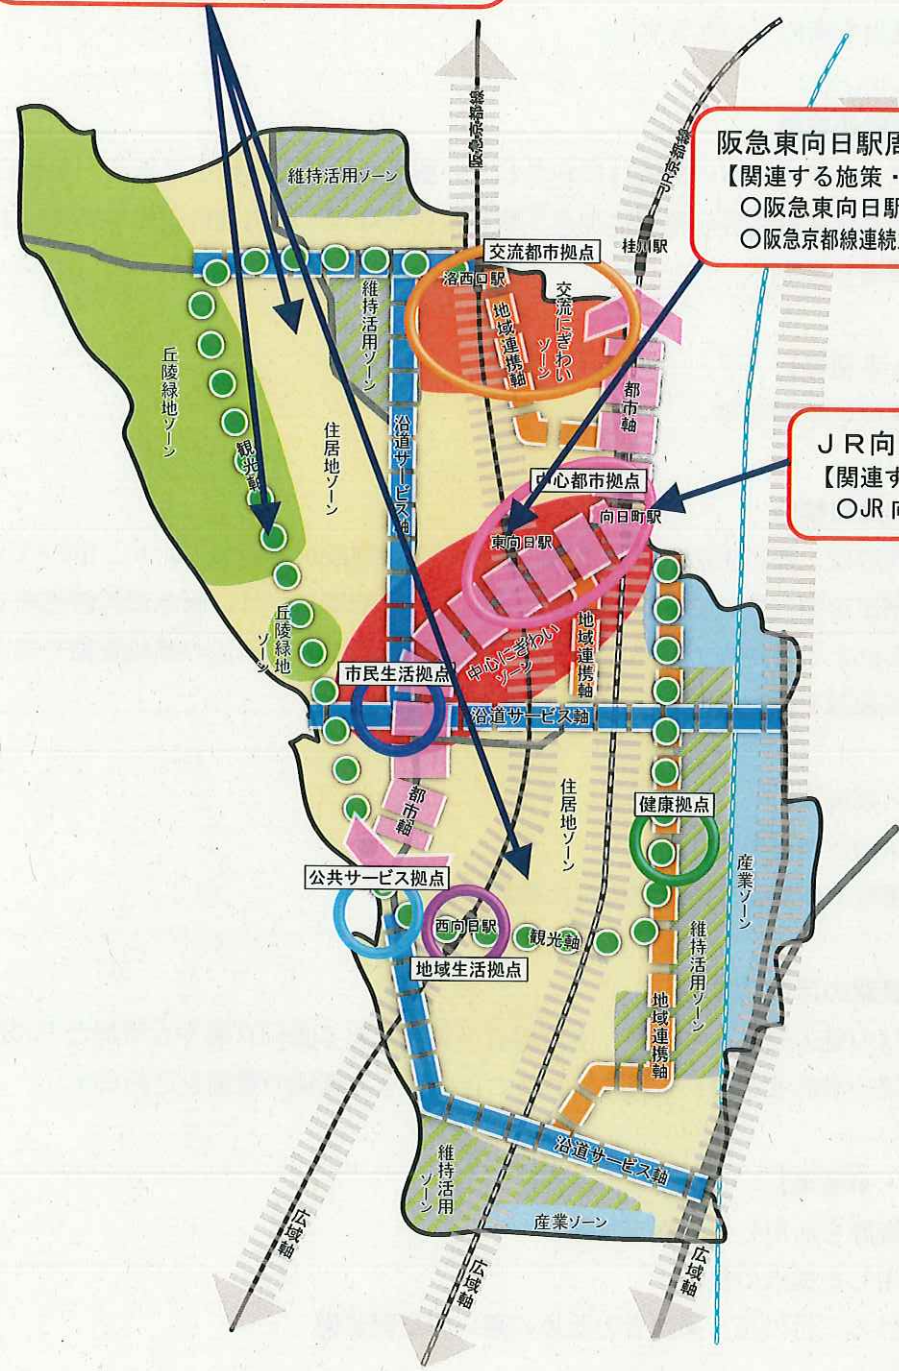 阪急京都線
JR京都線
阪急東向日駅
【関連する施策・
○阪急東向日駅
○阪急京都線連続
維持活用ゾーン
桂川駅
交流都市拠点
洛西口駅
維持活用ゾーン
地域連携軸
交流にぎわい
ゾーン
丘陵緑地ゾーン
都市軸
住居地ゾーン
沿道サービス軸
観光軸
JR向
【関連す
○JR向
中心都市拠点
向日町駅
東向日駅
丘陵緑地
ゾーン
地域連携軸
中心にぎわい
ゾーン
市民生活拠点
沿道サービス軸
都市軸
住居地ゾーン
健康拠点
産業ゾーン
公共サービス拠点
西向日駅
観光軸
維持活用ゾーン
地域生活拠点
地域連携軸
沿道サービス軸
維持活用
ゾーン
産業ゾーン
広域軸
広域軸
広域軸